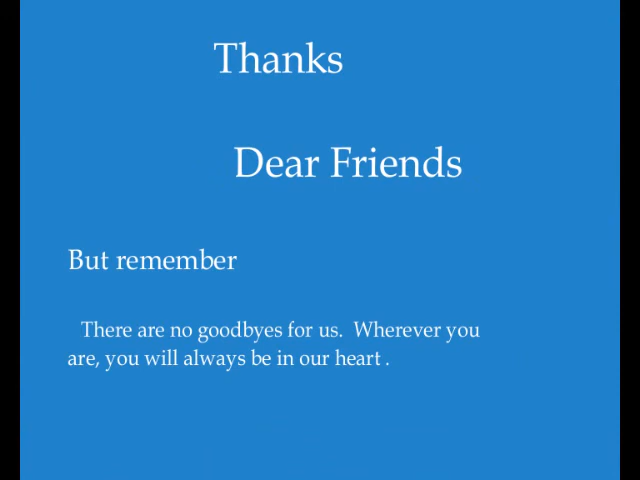 Thanks
Dear Friends
But remember
There are no goodbyes for us. Wherever you
are, you will always be in our heart .